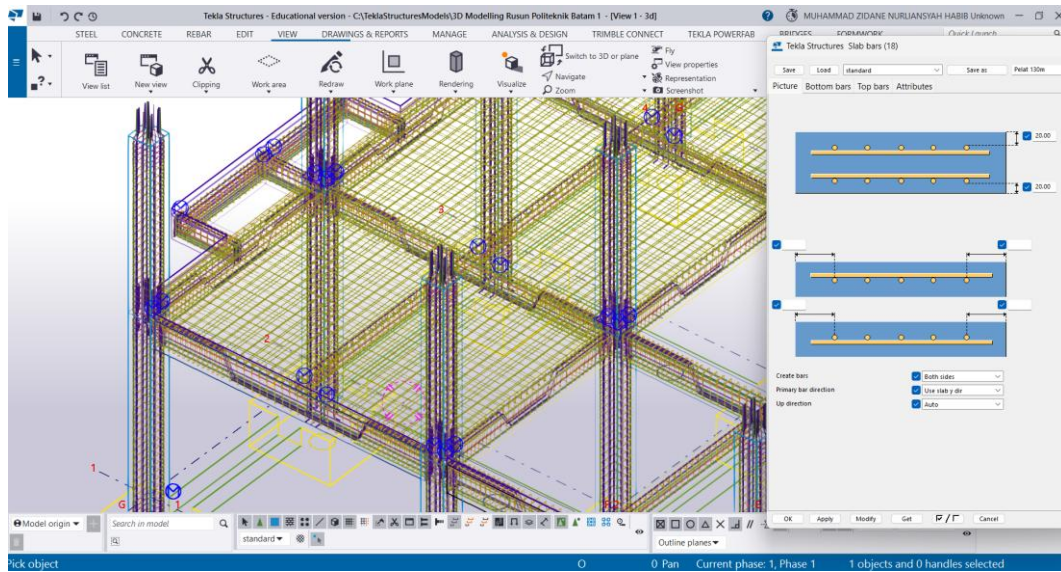 Tekla Structures - Educational version - C:\TeklaStructuresModels\3D Modelling Rusun Politeknik Batam 1 - [View 1 - 3d]
MUHAMMAD ZIDANE NURLIANSYAH HABIB Unknown
STEEL CONCRETE REBAR EDIT VIEW DRAWINGS & REPORTS MANAGE ANALYSIS & DESIGN TRIMBLE CONNECT TEKLA POWERFAB BRIDGES FORMWORK Quick Launch
View list
New view
Clipping
Work area
Redraw
Work plane
Rendering
Visualize
Switch to 3D or plane
Navigate
Zoom
Fly
View properties
Representation
Screenshot
Tekla Structures Slab bars (18)
Save Load standard Save as Pelat 130m
Picture Bottom bars Top bars Attributes
20.00
20.00
Create bars Both sides
Primary bar direction Use slab y dir
Up direction Auto
OK Apply Modify Get Cancel
4
3
2
1
G 1
Model origin
Search in model
standard
Outline planes
Pick object
O 0 Pan Current phase: 1, Phase 1 1 objects and 0 handles selected